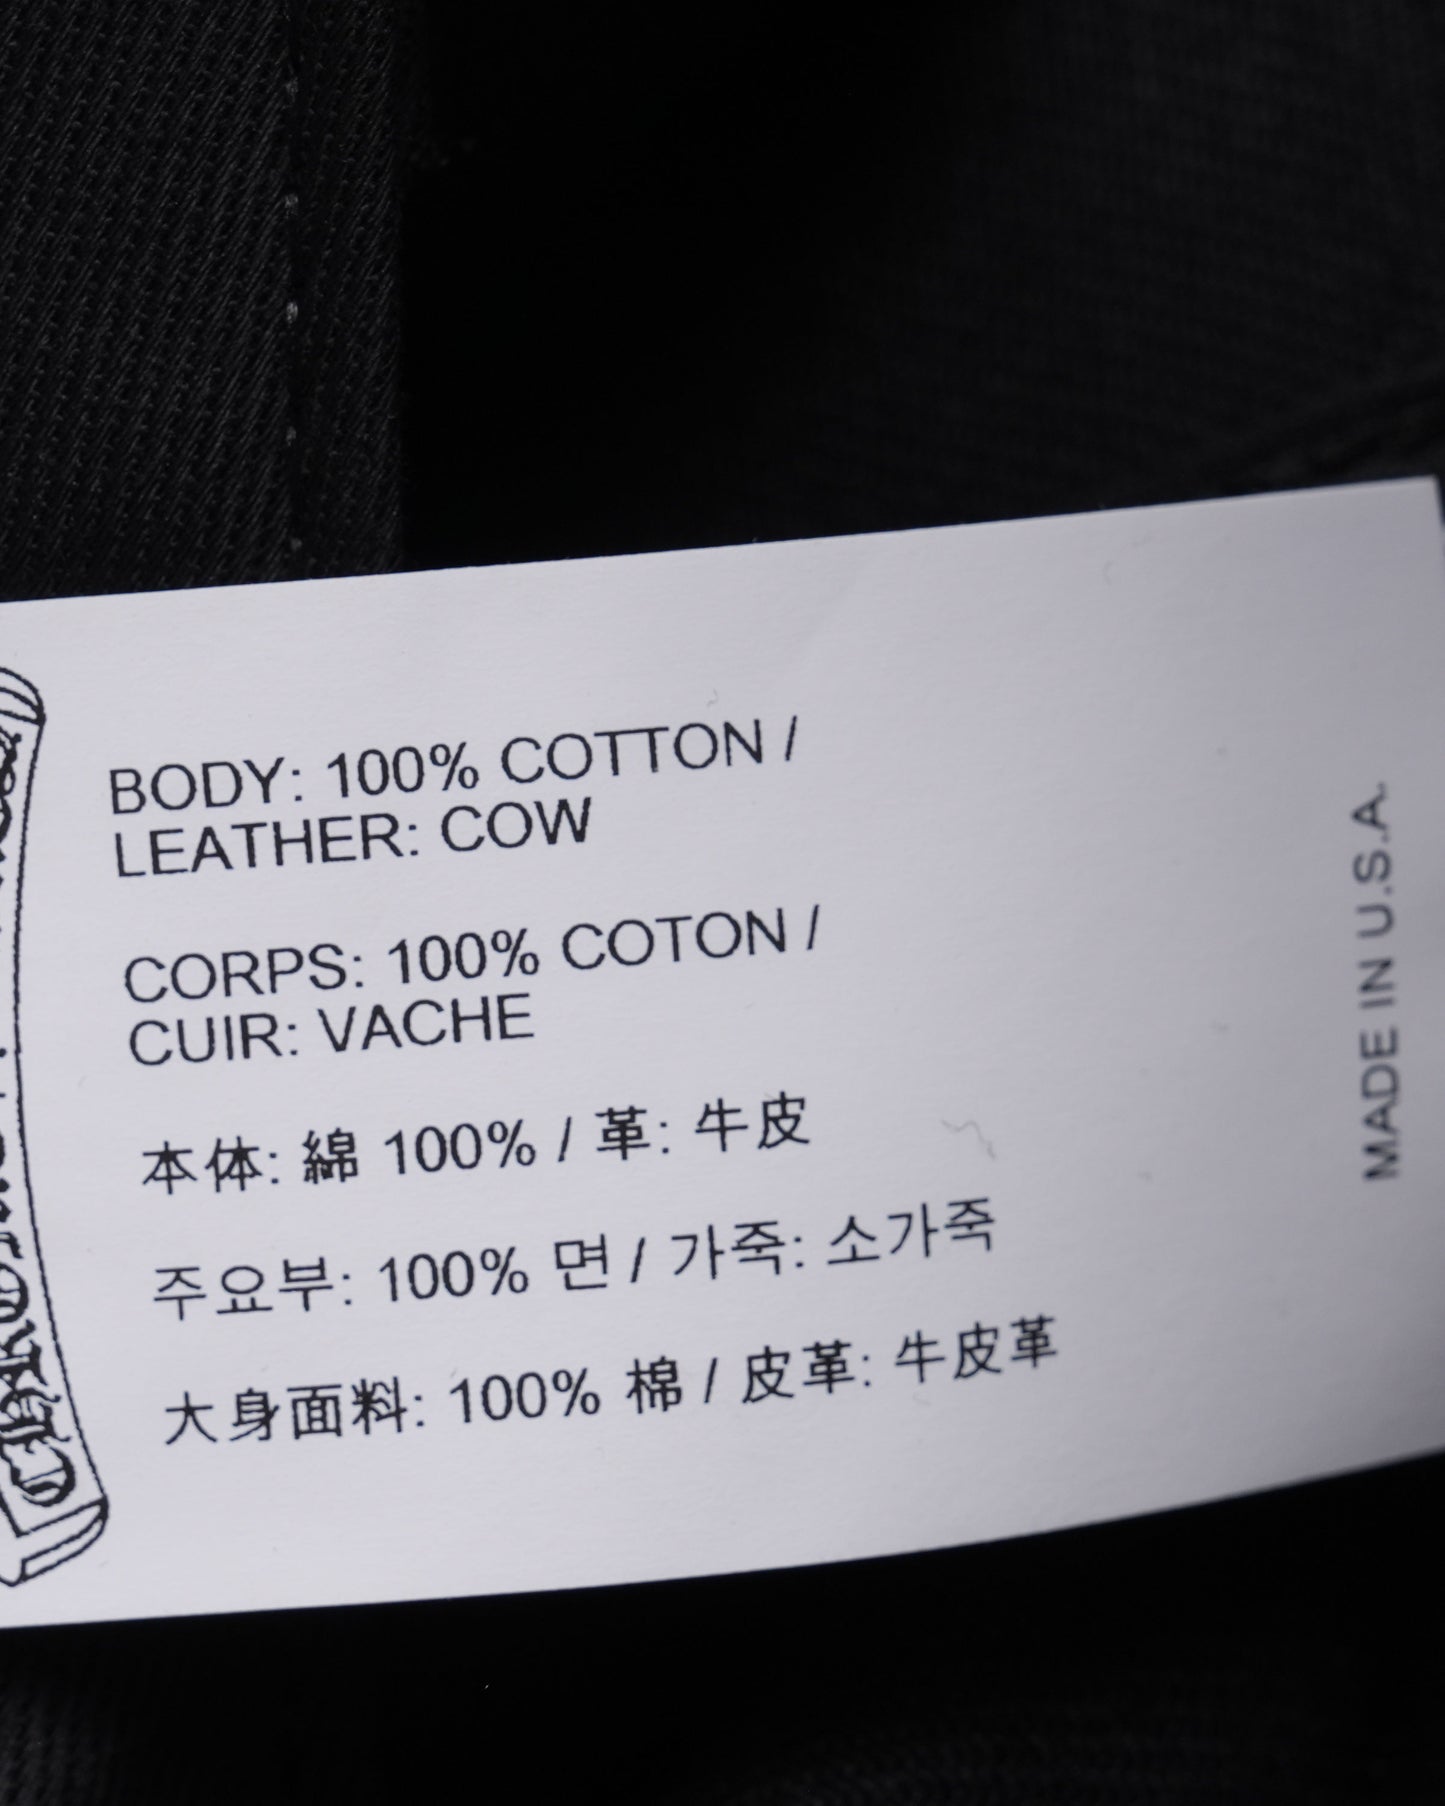 BODY: 100% COTTON /
LEATHER: COW
CORPS: 100% COTON /
CUIR: VACHE
本体: 綿 100% / 革: 牛皮
주요부: 100% 면 / 가죽: 소가죽
大身面料: 100% 棉 / 皮革: 牛皮革
MADE IN U.S.A.